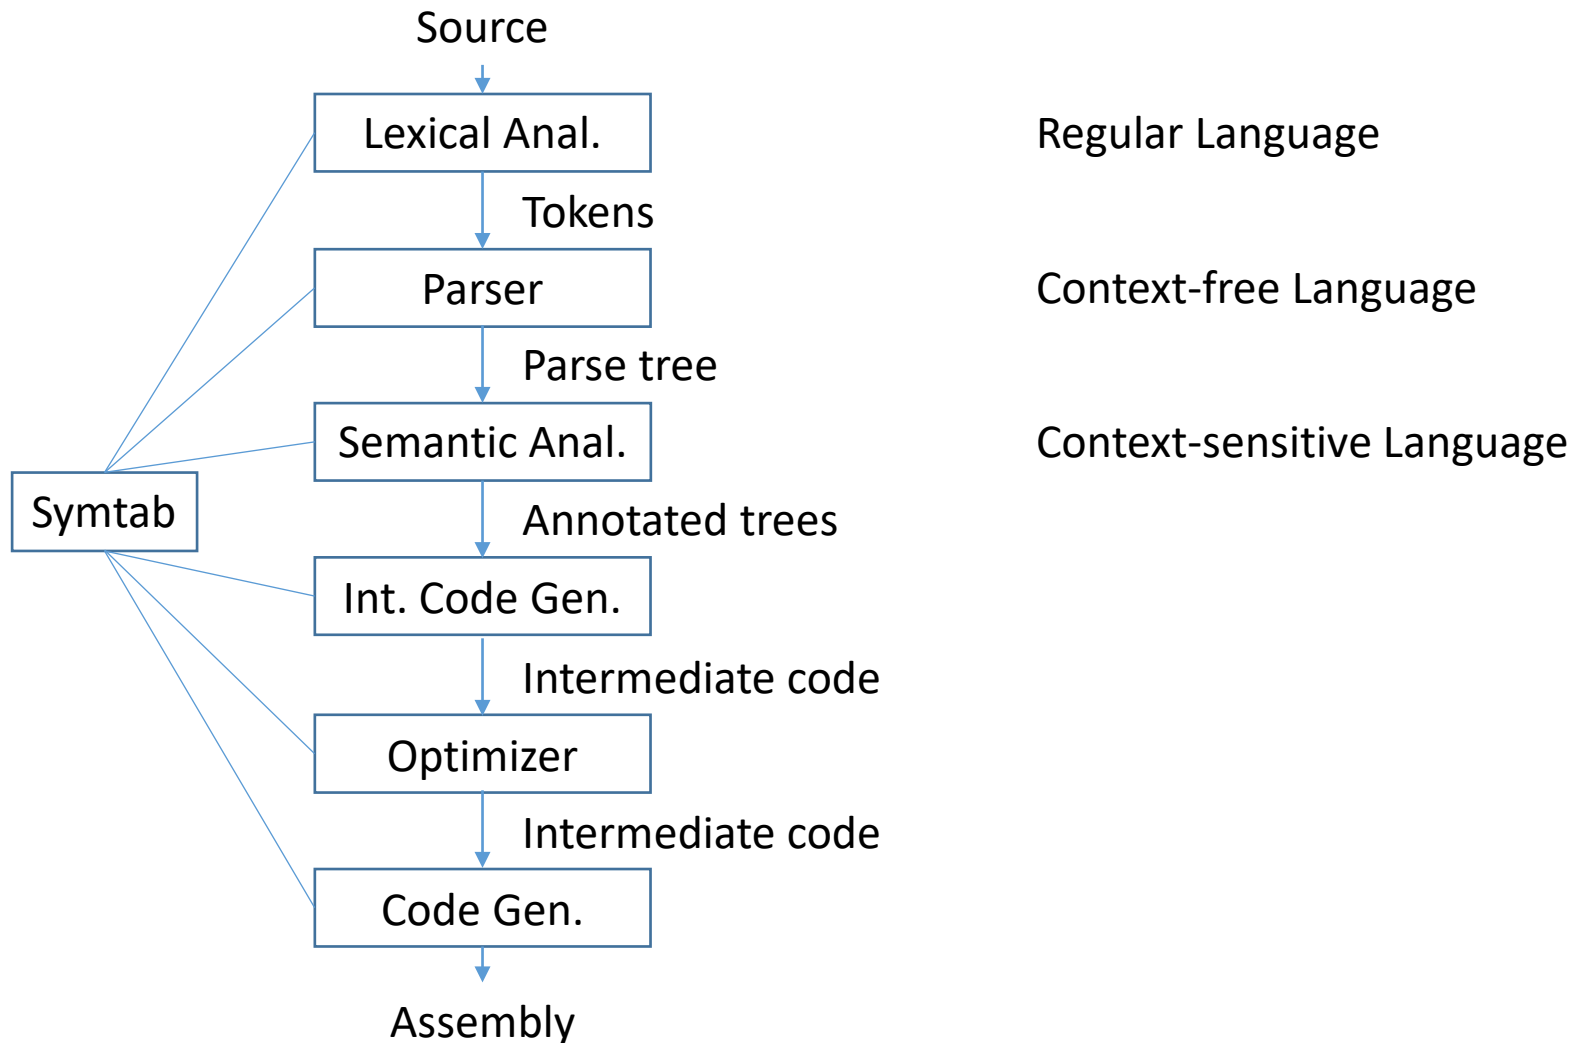 Source
Lexical Anal.
Regular Language
Tokens
Parser
Context-free Language
Parse tree
Semantic Anal.
Context-sensitive Language
Symtab
Annotated trees
Int. Code Gen.
Intermediate code
Optimizer
Intermediate code
Code Gen.
Assembly